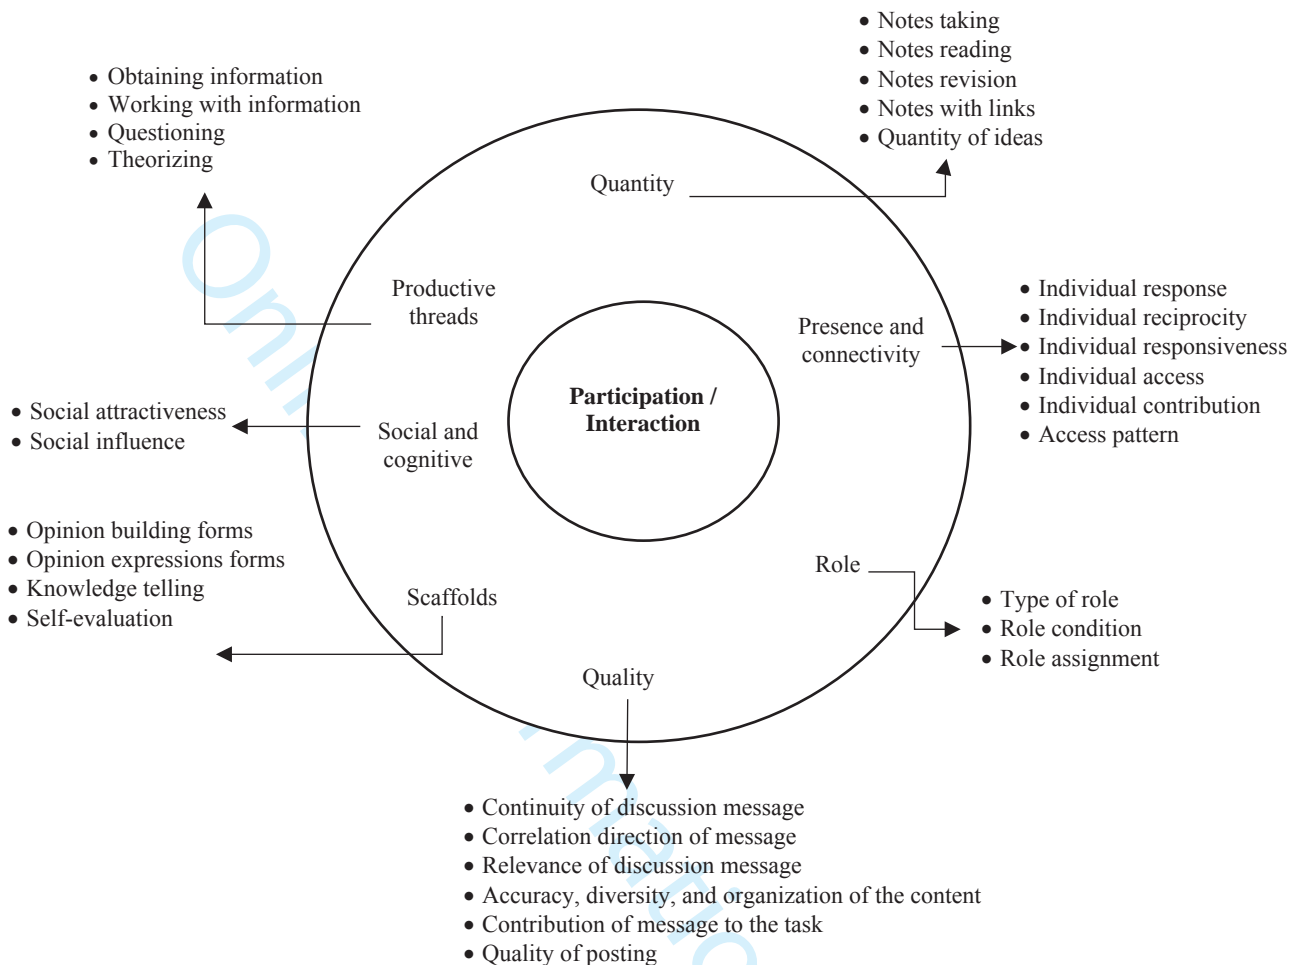 • Notes taking
• Notes reading
• Notes revision
• Notes with links
• Quantity of ideas
• Obtaining information
• Working with information
• Questioning
• Theorizing
Quantity
Productive
threads
Presence and
connectivity
• Individual response
• Individual reciprocity
• Individual responsiveness
• Individual access
• Individual contribution
• Access pattern
Participation /
Interaction
• Social attractiveness
• Social influence
Social and
cognitive
• Opinion building forms
• Opinion expressions forms
• Knowledge telling
• Self-evaluation
Scaffolds
Role
• Type of role
• Role condition
• Role assignment
Quality
• Continuity of discussion message
• Correlation direction of message
• Relevance of discussion message
• Accuracy, diversity, and organization of the content
• Contribution of message to the task
• Quality of posting